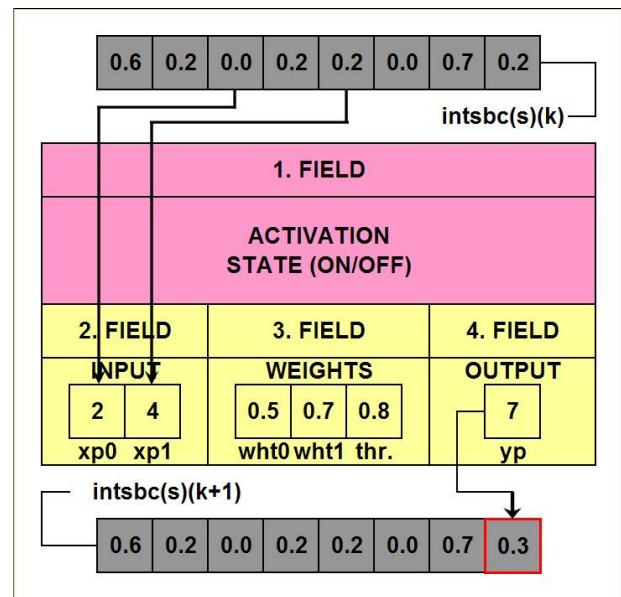 0.6 0.2 0.0 0.2 0.2 0.0 0.7 0.2
intsbc(s)(k)
1. FIELD
ACTIVATION
STATE (ON/OFF)
2. FIELD 3. FIELD 4. FIELD
INPUT WEIGHTS OUTPUT
2 4 0.5 0.7 0.8 7
xp0 xp1 wht0 wht1 thr. yp
intsbc(s)(k+1)
0.6 0.2 0.0 0.2 0.2 0.0 0.7 0.3